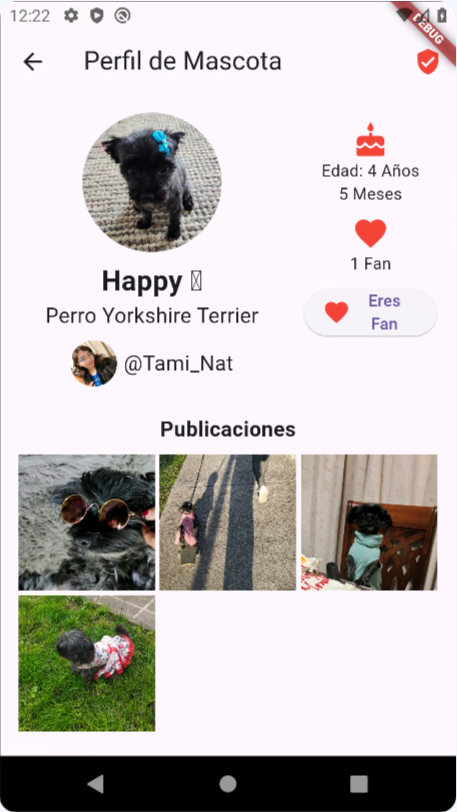 12:22
DEBUG
Perfil de Mascota
Edad: 4 Años
5 Meses
1 Fan
Eres
Fan
Happy
Perro Yorkshire Terrier
@Tami_Nat
Publicaciones